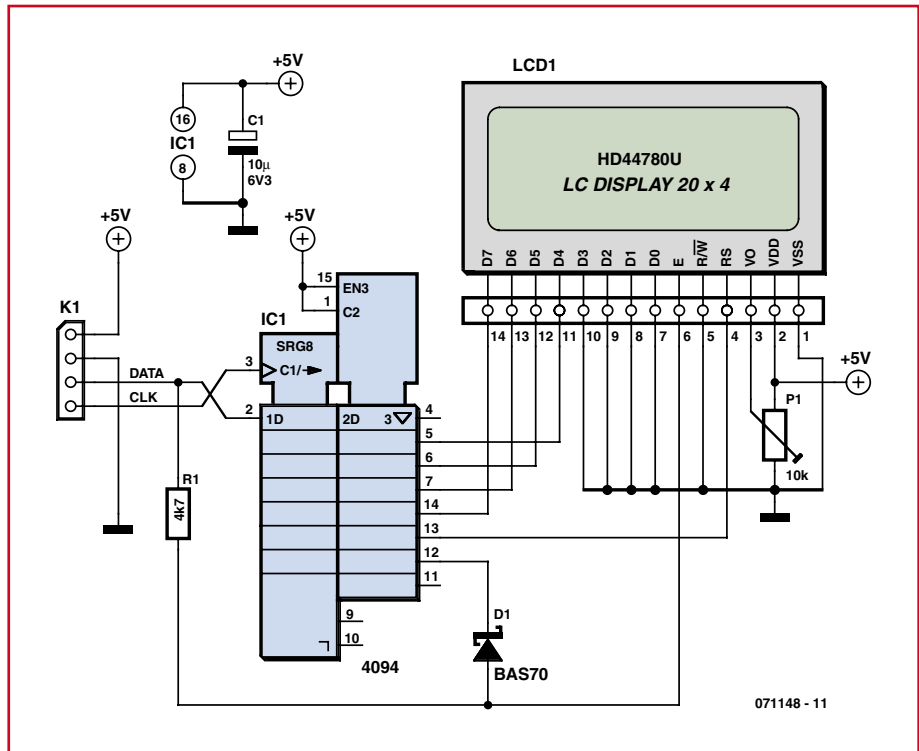 +5V
LCD1
16
IC1
8
C1
10µ
6V3
HD44780U
LC DISPLAY 20 x 4
D7 D6 D5 D4 D3 D2 D1 D0 E R/W RS VO VDD VSS
14 13 12 11 10 9 8 7 6 5 4 3 2 1
+5V
+5V
K1
DATA
CLK
IC1
15
EN3
1
C2
SRG8
3
C1/→
2
1D
2D
3
4
5
6
7
14
13
12
11
9
10
4094
R1
4k7
D1
BAS70
+5V
P1
10k
071148 - 11